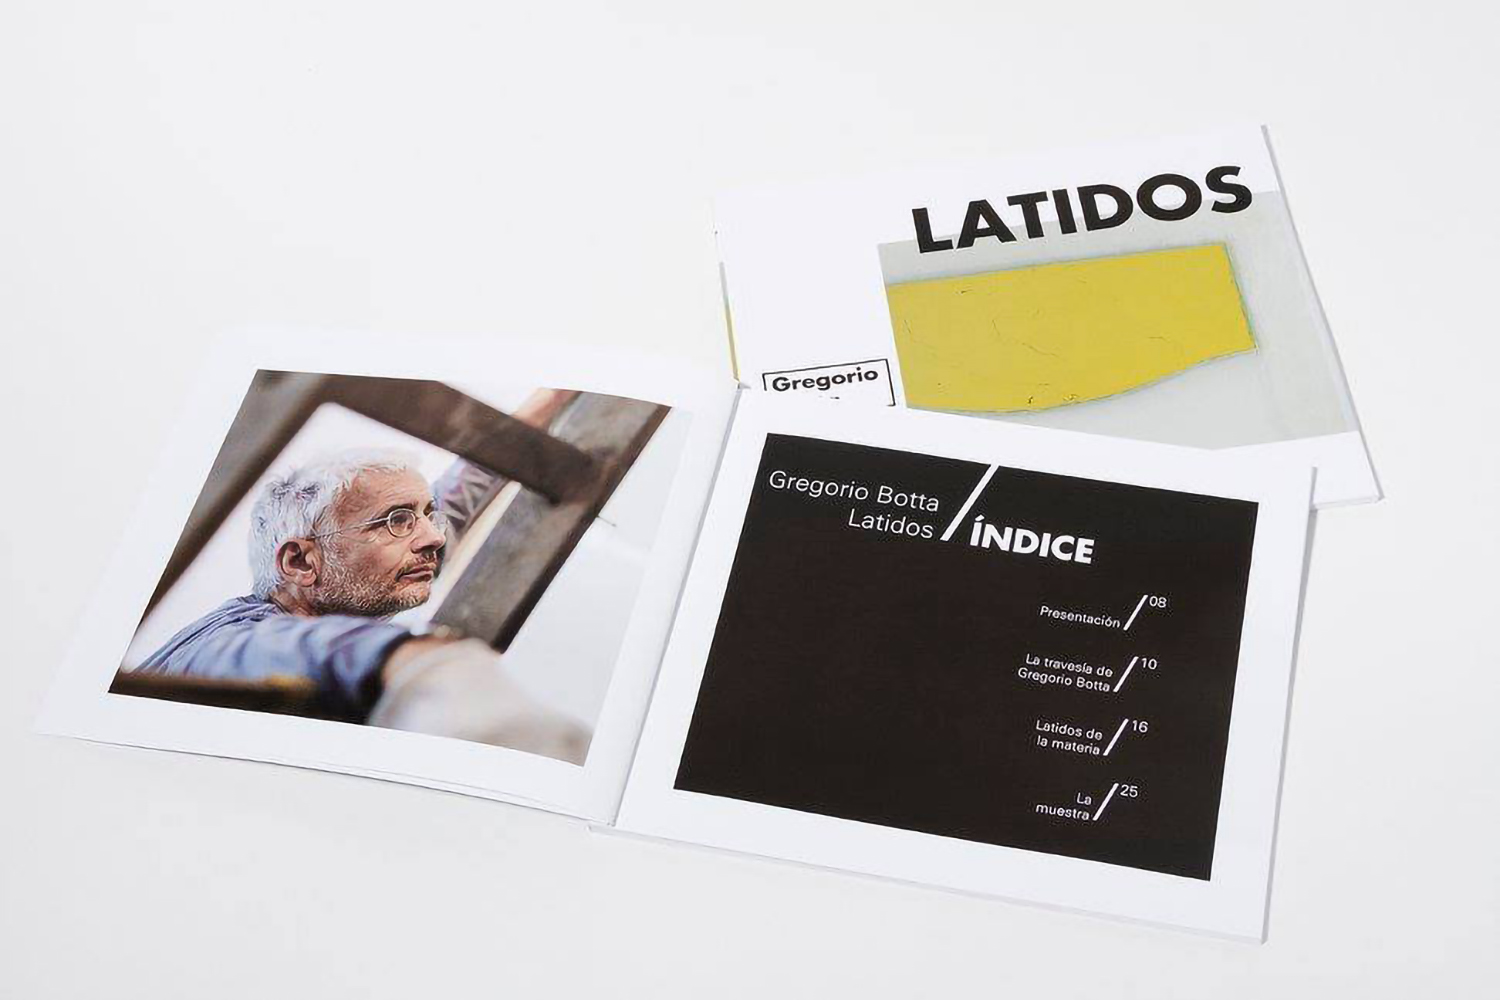 LATIDOS
Gregorio
Gregorio Botta
Latidos
ÍNDICE
Presentación
08
La travesía de
Gregorio Botta
10
Latidos de
la materia
16
La
muestra
25